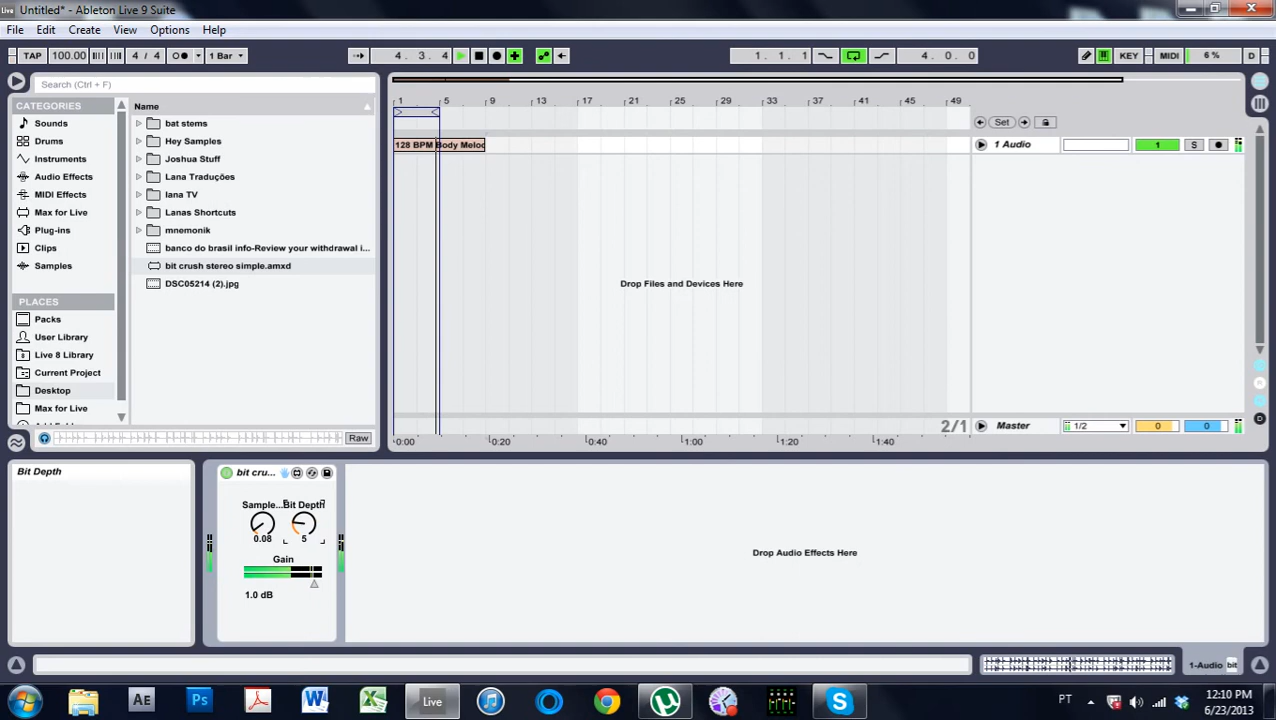 Live Untitled* - Ableton Live 9 Suite
File Edit Create View Options Help
TAP 100.00 4 / 4 1 Bar 4. 3. 4 1. 1. 1 4. 0. 0 KEY MIDI 6 % D
Search (Ctrl + F)
CATEGORIES
Sounds
Drums
Instruments
Audio Effects
MIDI Effects
Max for Live
Plug-ins
Clips
Samples
PLACES
Packs
User Library
Live 8 Library
Current Project
Desktop
Max for Live
Name
bat stems
Hey Samples
Joshua Stuff
Lana Traduções
lana TV
Lanas Shortcuts
mnemonik
banco do brasil info-Review your withdrawal i...
bit crush stereo simple.amxd
DSC05214 (2).jpg
Raw
1 5 9 13 17 21 25 29 33 37 41 45 49
Set
128 BPM Body Meloc
1 Audio 1 S
Drop Files and Devices Here
2/1 Master 1/2 0 0
0:00 0:20 0:40 1:00 1:20 1:40
D
Bit Depth
bit cru...
Sample... Bit Depth
0.08 5
Gain
1.0 dB
Drop Audio Effects Here
1-Audio bit
Ae Ps W X Live
PT
12:10 PM
6/23/2013